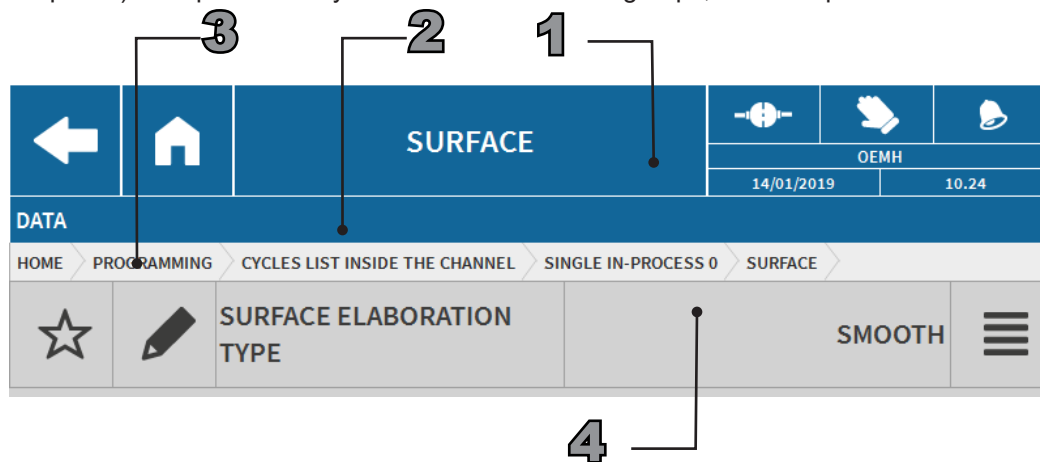 3 2 1
SURFACE
OEMH
14/01/2019 10.24
DATA
HOME PROGRAMMING CYCLES LIST INSIDE THE CHANNEL SINGLE IN-PROCESS 0 SURFACE
SURFACE ELABORATION
TYPE
SMOOTH
4